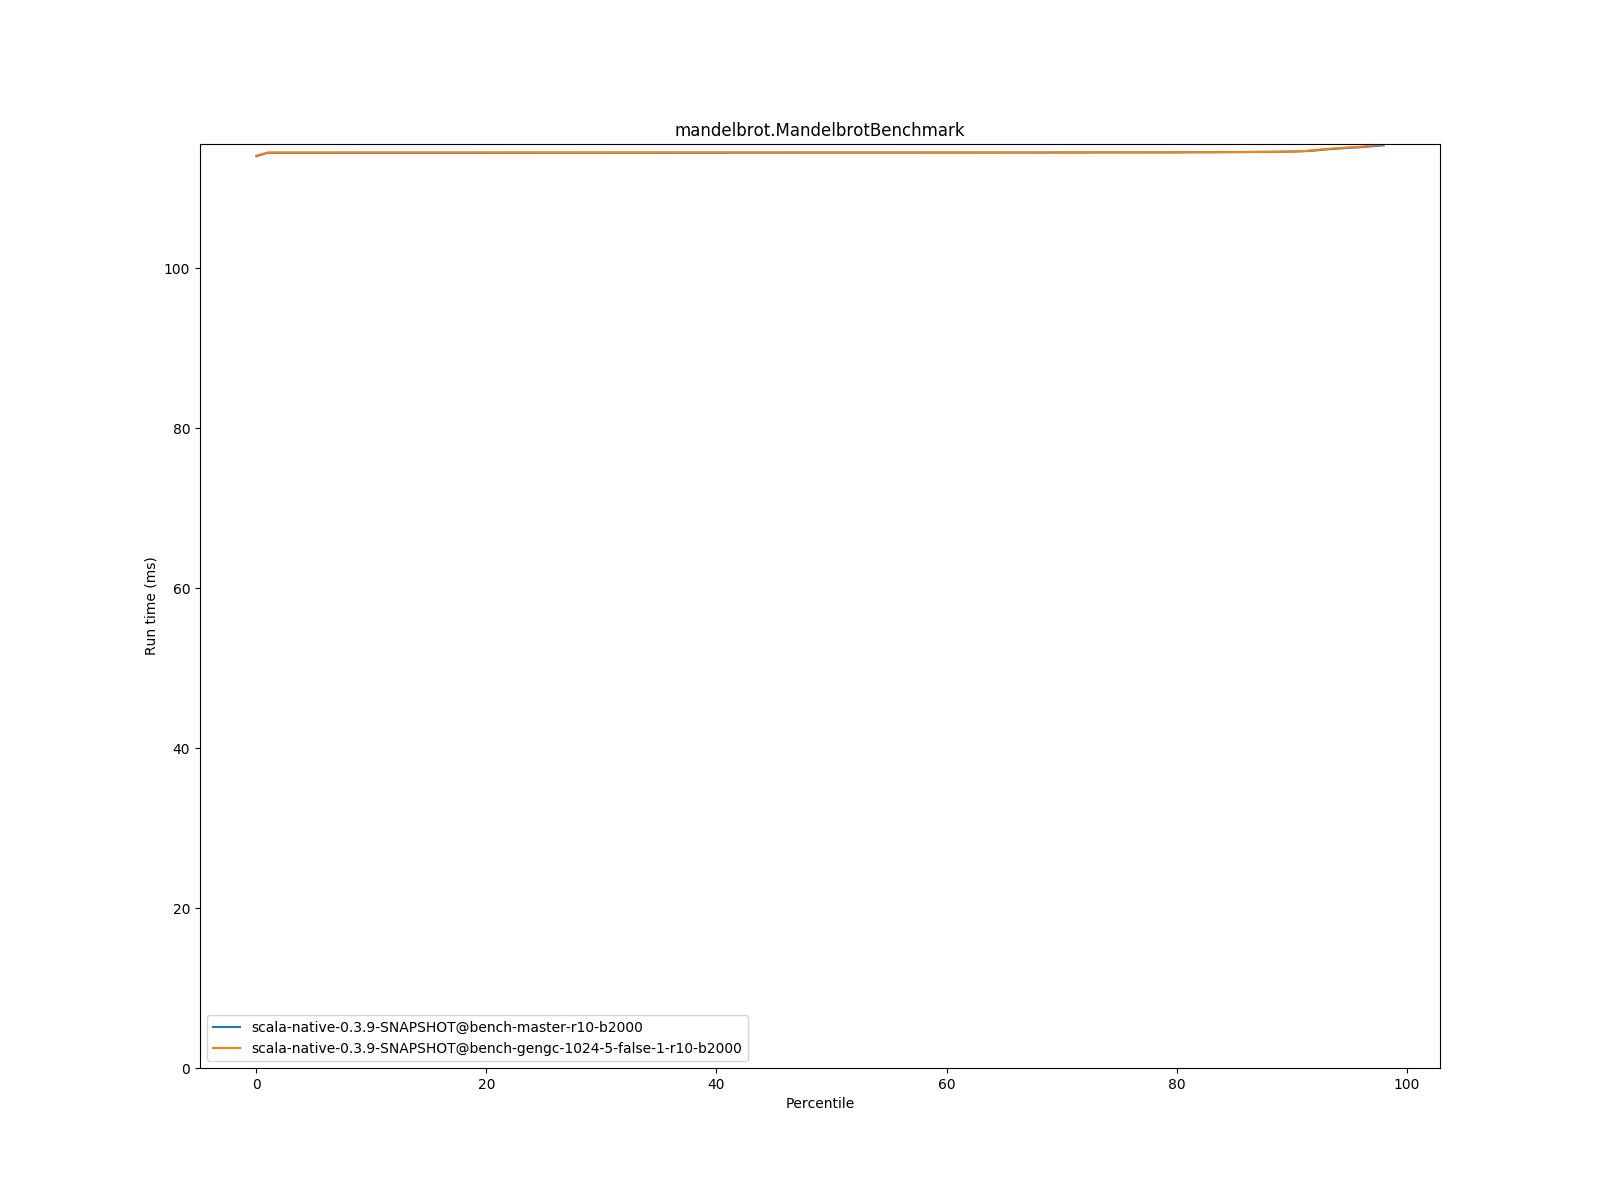 mandelbrot.MandelbrotBenchmark
100
80
60
40
20
0
Run time (ms)
scala-native-0.3.9-SNAPSHOT@bench-master-r10-b2000
scala-native-0.3.9-SNAPSHOT@bench-gengc-1024-5-false-1-r10-b2000
0 20 40 60 80 100
Percentile